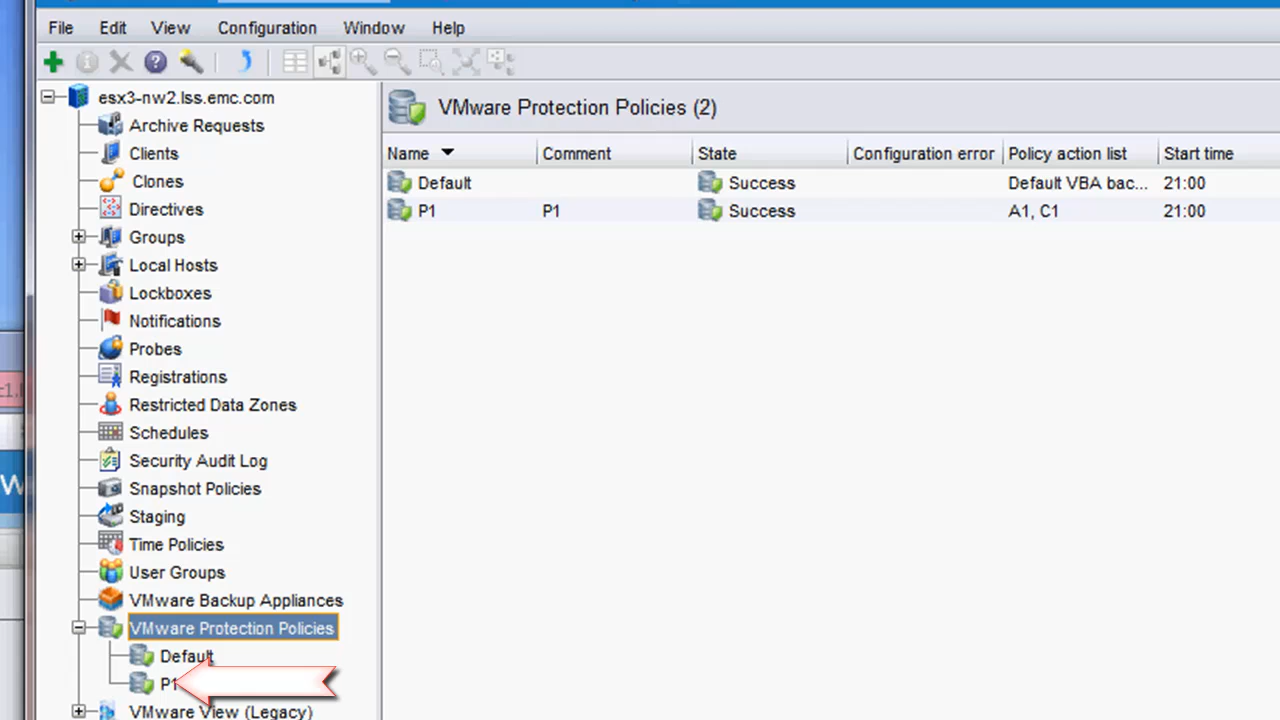 File Edit View Configuration Window Help
esx3-nw2.lss.emc.com
Archive Requests
Clients
Clones
Directives
Groups
Local Hosts
Lockboxes
Notifications
Probes
Registrations
Restricted Data Zones
Schedules
Security Audit Log
Snapshot Policies
Staging
Time Policies
User Groups
VMware Backup Appliances
VMware Protection Policies
Default
P1
VMware View (Legacy)
VMware Protection Policies (2)
Name Comment State Configuration error Policy action list Start time
Default Success Default VBA bac... 21:00
P1 P1 Success A1, C1 21:00